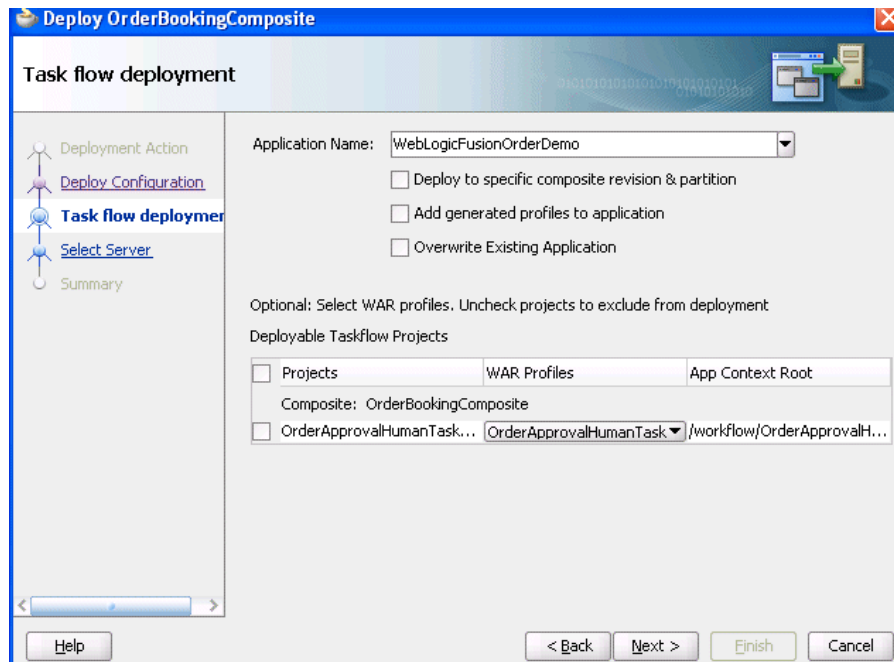 Deploy OrderBookingComposite
Task flow deployment
Deployment Action
Deploy Configuration
Task flow deploymer
Select Server
Summary
Application Name: WebLogicFusionOrderDemo
Deploy to specific composite revision & partition
Add generated profiles to application
Overwrite Existing Application
Optional: Select WAR profiles. Uncheck projects to exclude from deployment
Deployable Taskflow Projects
Projects WAR Profiles App Context Root
Composite: OrderBookingComposite
OrderApprovalHumanTask... OrderApprovalHumanTask /workflow/OrderApprovalH...
Help < Back Next > Finish Cancel